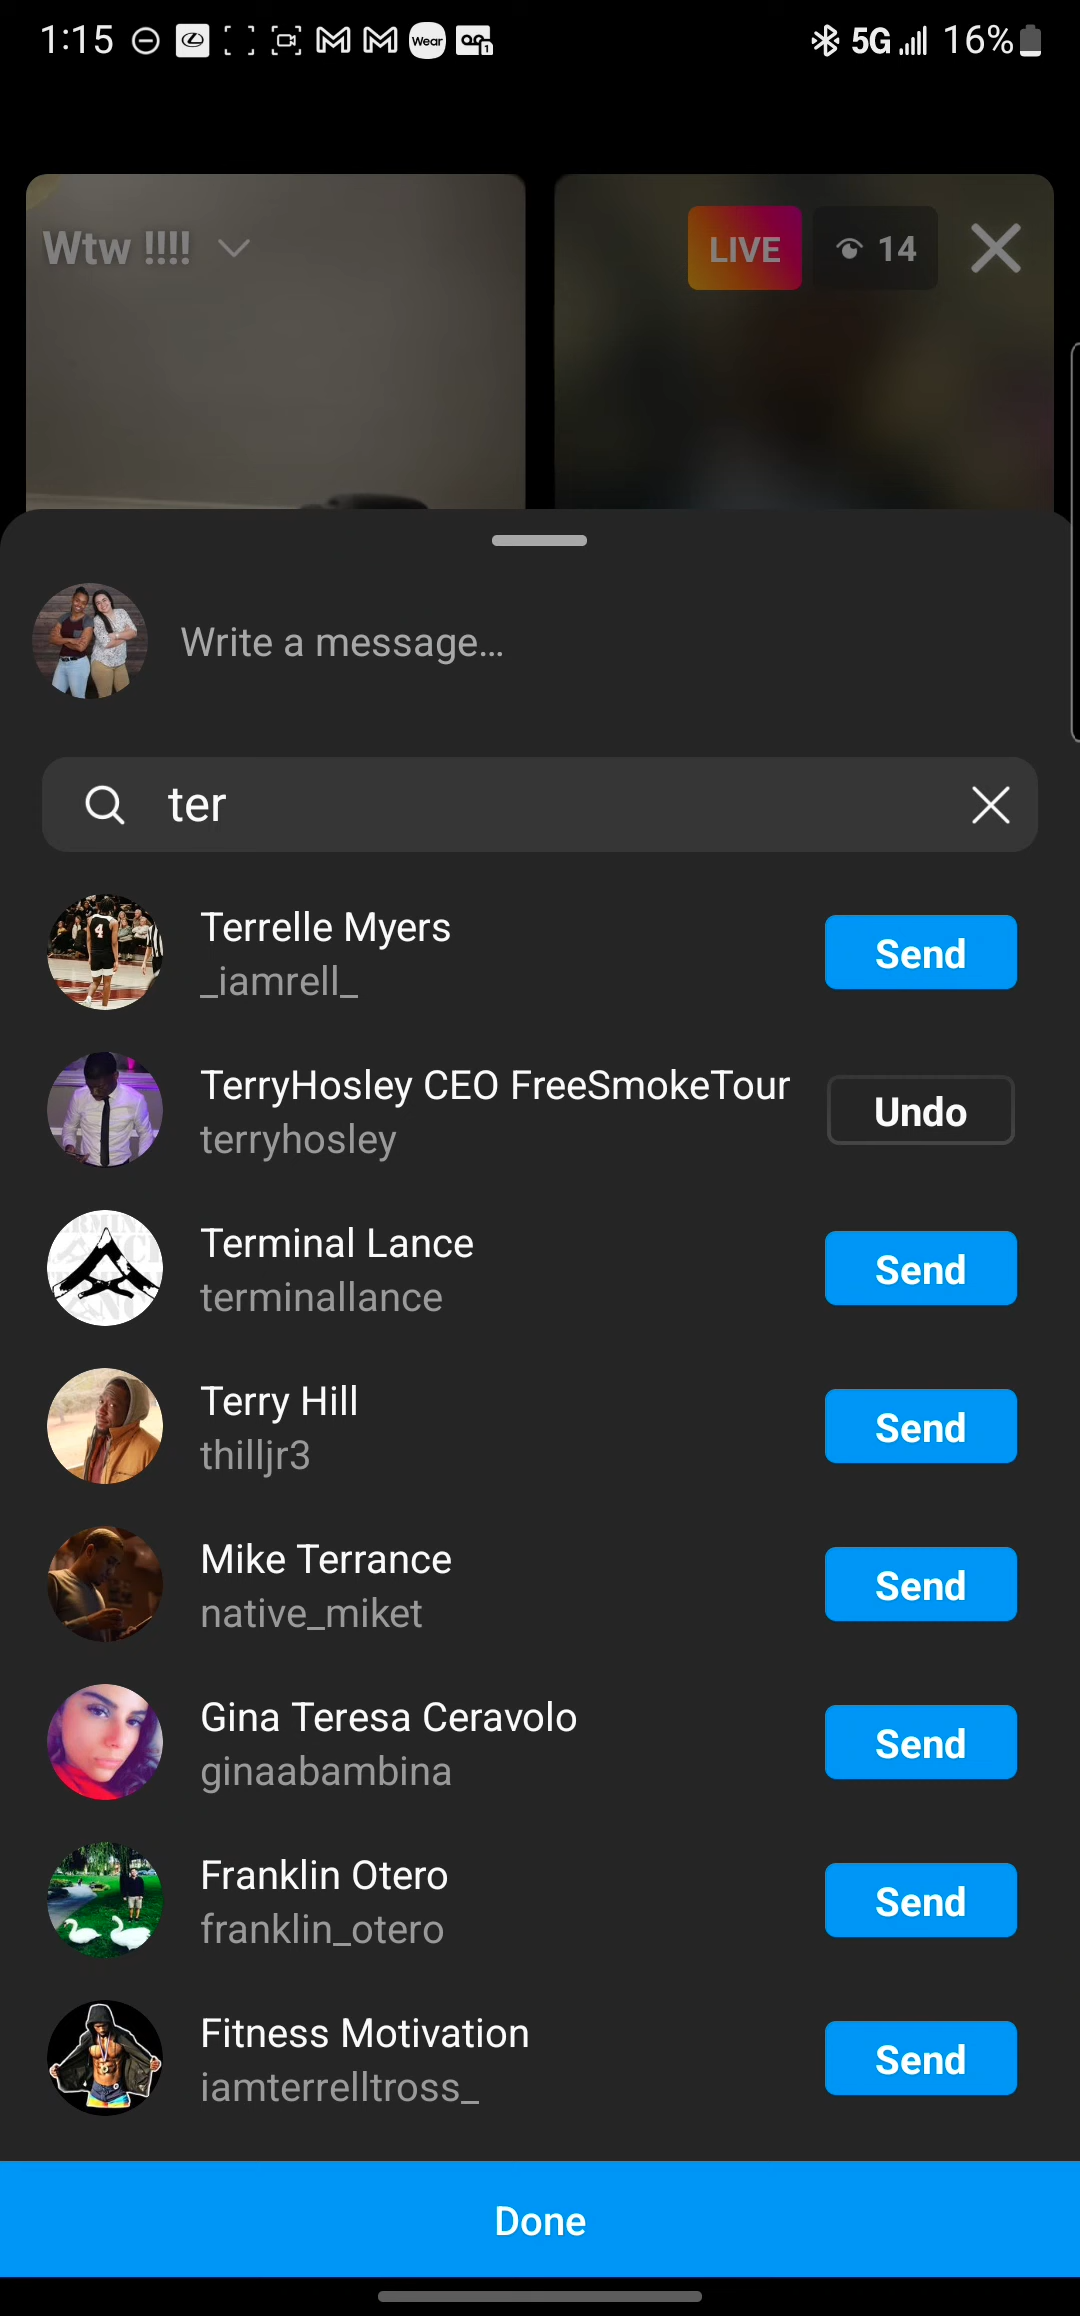 1:15 Wear 1 5G 16%
Wtw !!!! LIVE 14
Write a message...
ter
Terrelle Myers
_iamrell_
Send
TerryHosley CEO FreeSmokeTour
terryhosley
Undo
Terminal Lance
terminallance
Send
Terry Hill
thilljr3
Send
Mike Terrance
native_miket
Send
Gina Teresa Ceravolo
ginaabambina
Send
Franklin Otero
franklin_otero
Send
Fitness Motivation
iamterrelltross_
Send
Done